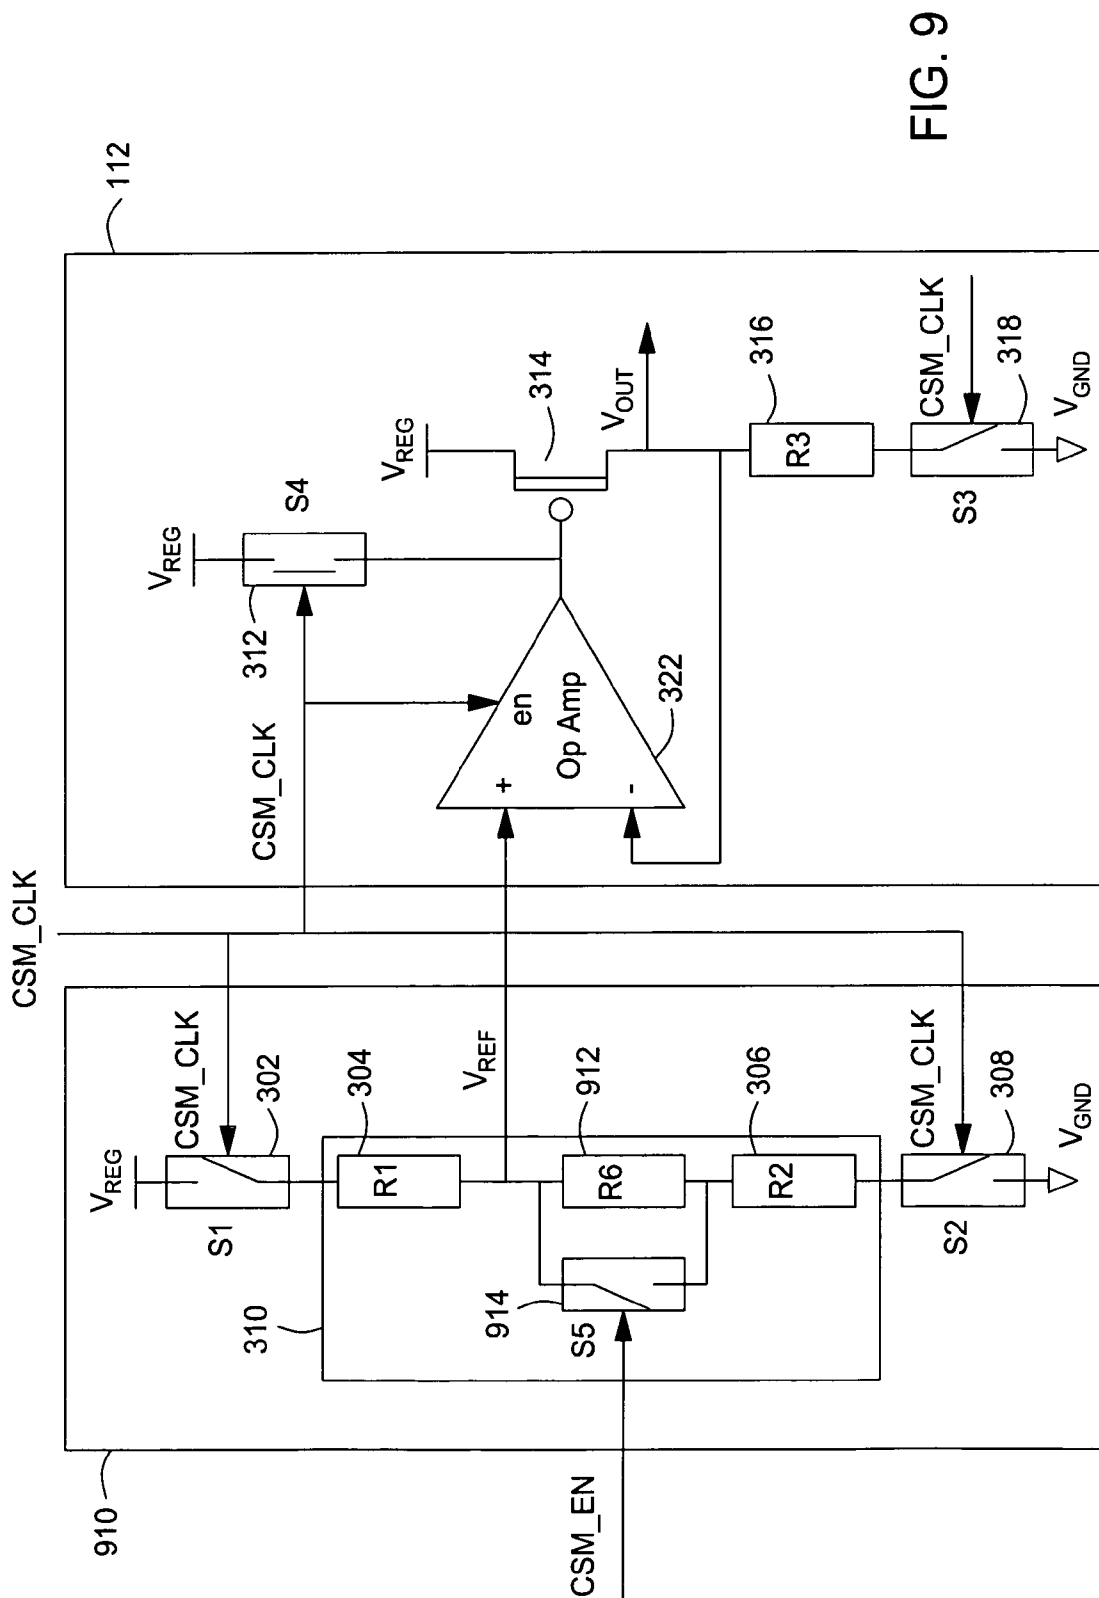 FIG. 9
CSM_CLK
112
910
V_REG
CSM_CLK
302
S1
304
R1
310
V_REF
912
R6
914
S5
306
R2
CSM_CLK
308
S2
V_GND
CSM_EN
CSM_CLK
V_REG
S4
312
en
+
-
Op Amp
322
V_REG
314
V_OUT
316
R3
CSM_CLK
318
S3
V_GND